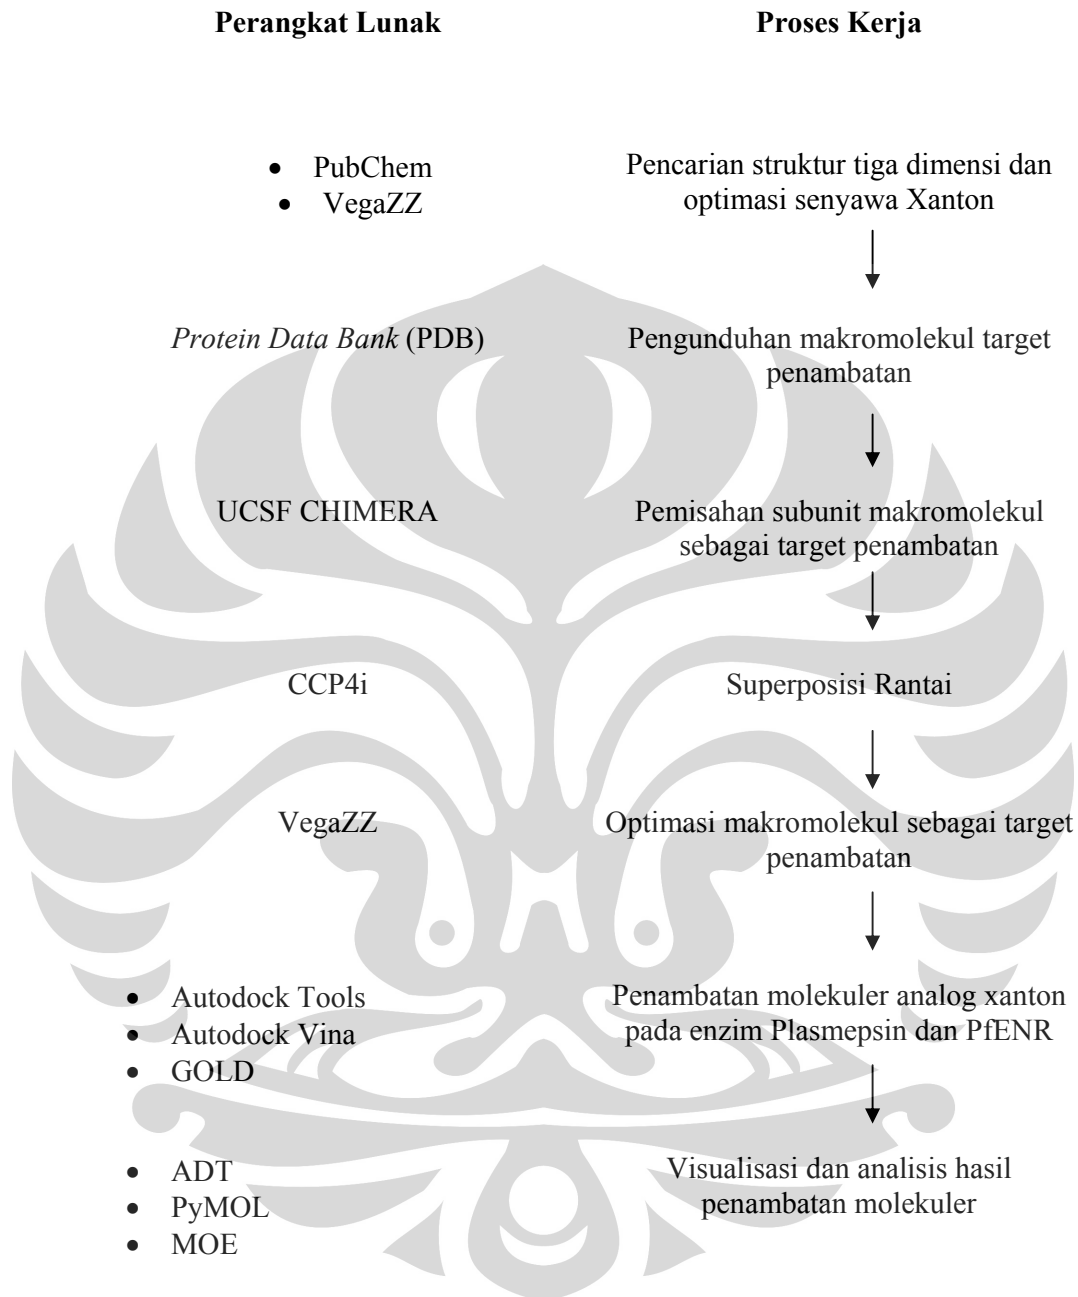 Perangkat Lunak
Proses Kerja
• PubChem
• VegaZZ
Pencarian struktur tiga dimensi dan
optimasi senyawa Xanton
Protein Data Bank (PDB)
Pengunduhan makromolekul target
penambatan
UCSF CHIMERA
Pemisahan subunit makromolekul
sebagai target penambatan
CCP4i
Superposisi Rantai
VegaZZ
Optimasi makromolekul sebagai target
penambatan
• Autodock Tools
• Autodock Vina
• GOLD
Penambatan molekuler analog xanton
pada enzim Plasmepsin dan PfENR
• ADT
• PyMOL
• MOE
Visualisasi dan analisis hasil
penambatan molekuler